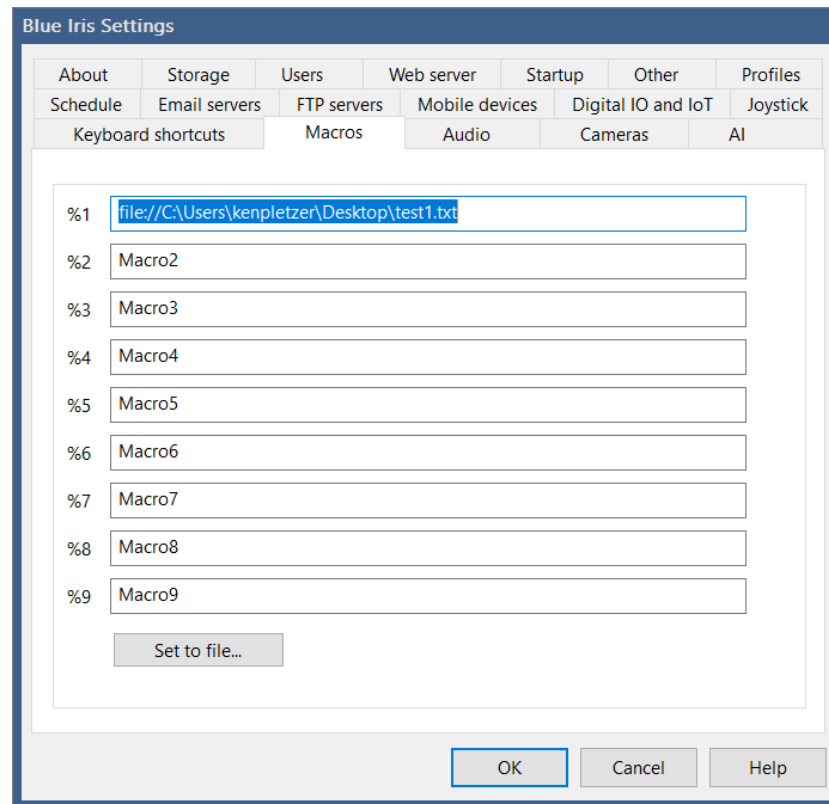 Blue Iris Settings
About Storage Users Web server Startup Other Profiles
Schedule Email servers FTP servers Mobile devices Digital IO and IoT Joystick
Keyboard shortcuts Macros Audio Cameras AI
%1 file://C:\Users\kenpletzer\Desktop\test1.txt
%2 Macro2
%3 Macro3
%4 Macro4
%5 Macro5
%6 Macro6
%7 Macro7
%8 Macro8
%9 Macro9
Set to file...
OK Cancel Help